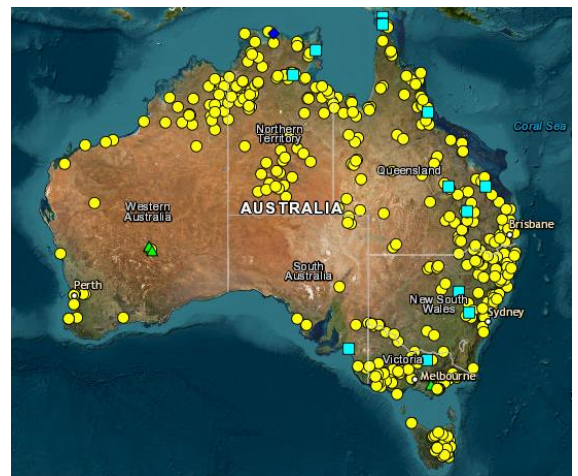 Coral Sea
Northern
Territory
Queensland
Western
Australia
AUSTRALIA
Brisbane
South
Australia
Perth
New South
Wales
Sydney
Victoria
Melbourne